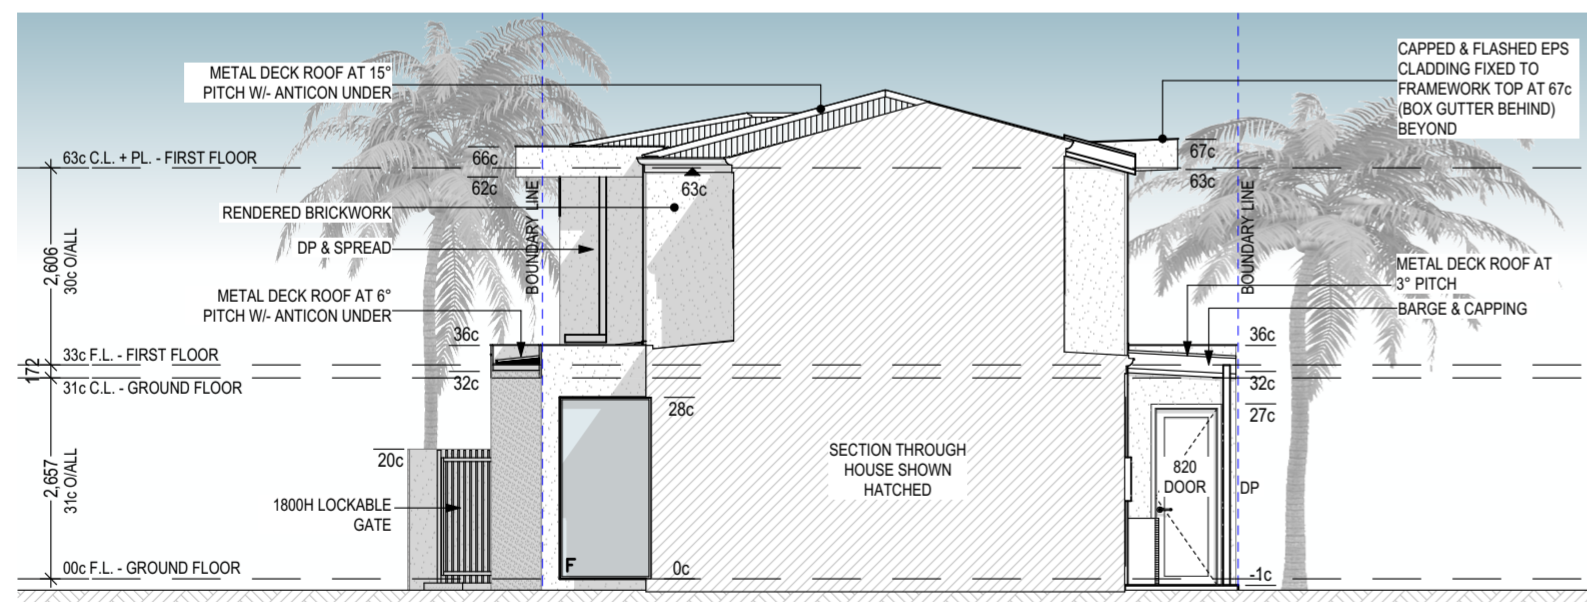 METAL DECK ROOF AT 15°
PITCH W/- ANTICON UNDER
CAPPED & FLASHED EPS
CLADDING FIXED TO
FRAMEWORK TOP AT 67c
(BOX GUTTER BEHIND)
BEYOND
63c C.L. + PL. - FIRST FLOOR
66c
62c
63c
67c
63c
RENDERED BRICKWORK
DP & SPREAD
BOUNDARY LINE
BOUNDARY LINE
2,606
30c O/ALL
METAL DECK ROOF AT 6°
PITCH W/- ANTICON UNDER
METAL DECK ROOF AT
3° PITCH
BARGE & CAPPING
36c
36c
33c F.L. - FIRST FLOOR
172
31c C.L. - GROUND FLOOR
32c
32c
28c
27c
20c
2,657
31c O/ALL
SECTION THROUGH
HOUSE SHOWN
HATCHED
820
DOOR
DP
1800H LOCKABLE
GATE
F
00c F.L. - GROUND FLOOR
0c
-1c